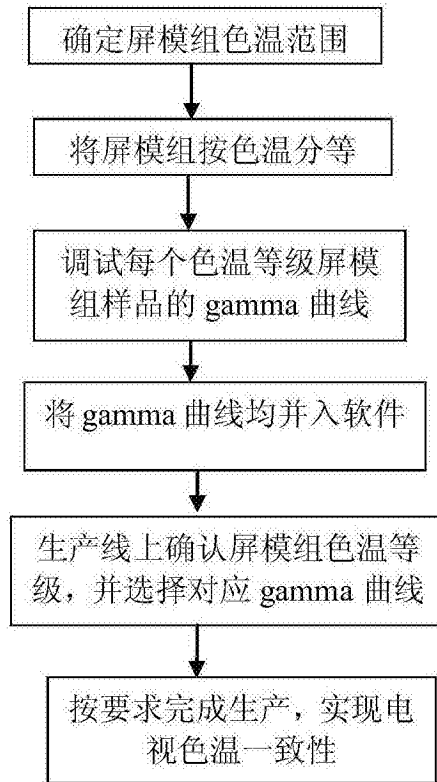 确定屏模组色温范围
将屏模组按色温分等
调试每个色温等级屏模
组样品的 gamma 曲线
将 gamma 曲线均并入软件
生产线上确认屏模组色温等
级，并选择对应 gamma 曲线
按要求完成生产，实现电
视色温一致性